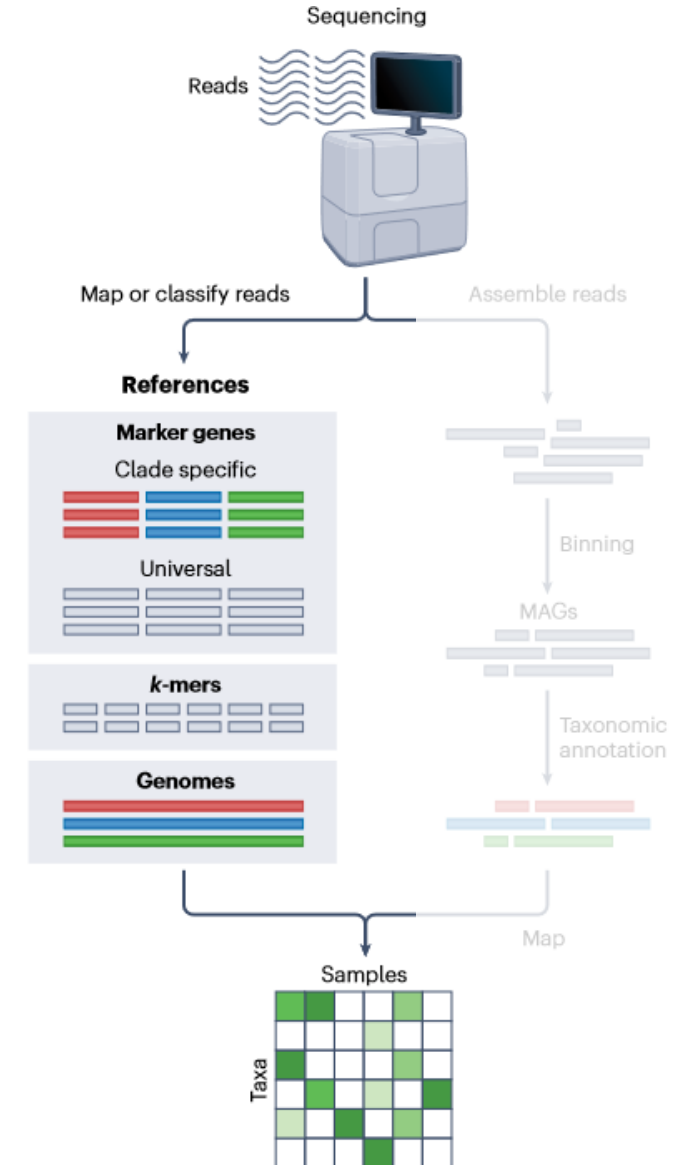 Sequencing
Reads
Map or classify reads
Assemble reads
References
Marker genes
Clade specific
Universal
Binning
MAGs
k-mers
Taxonomic
annotation
Genomes
Map
Samples
Taxa